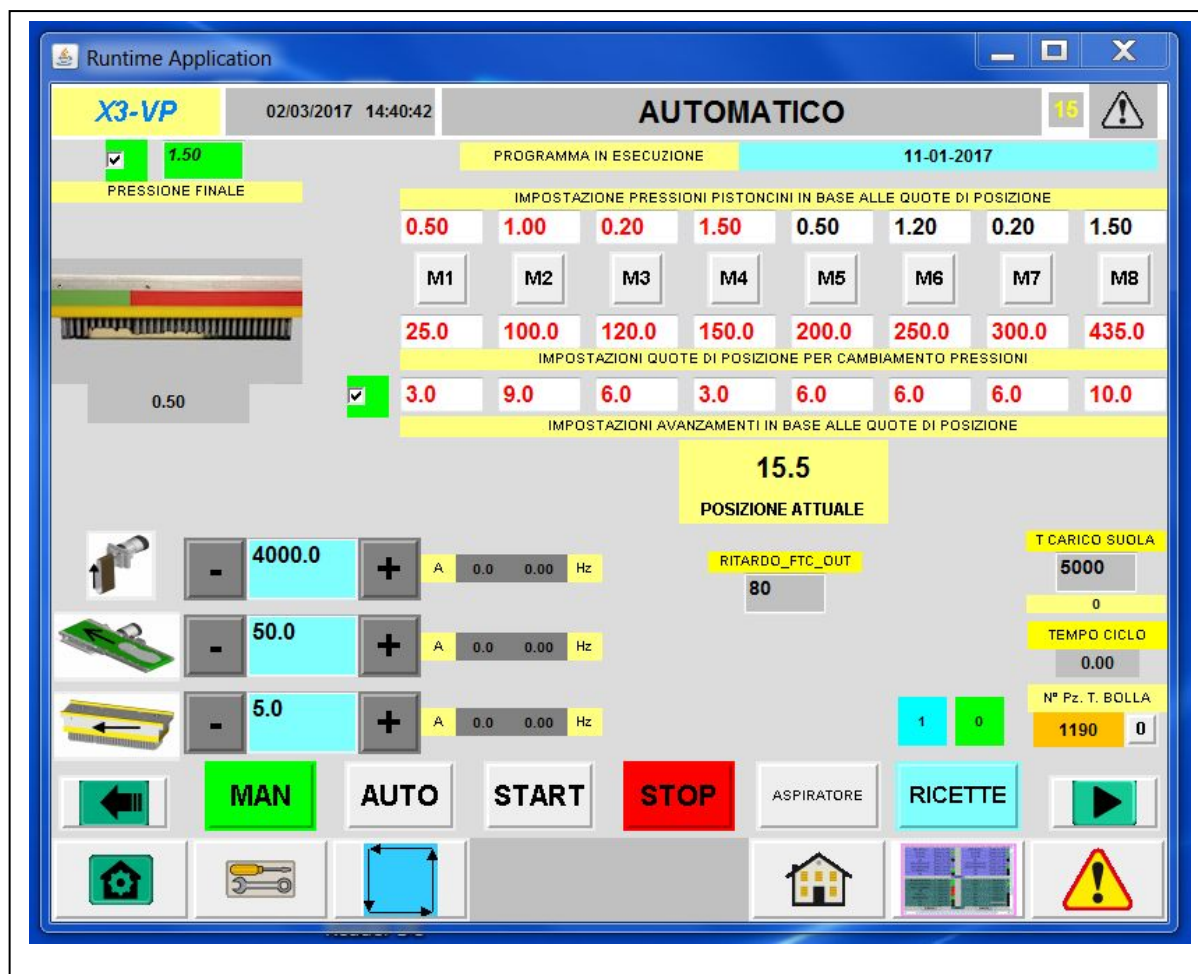 Runtime Application
X3-VP
02/03/2017 14:40:42
AUTOMATICO
15
1.50
PROGRAMMA IN ESECUZIONE
11-01-2017
PRESSIONE FINALE
IMPOSTAZIONE PRESSIONI PISTONCINI IN BASE ALLE QUOTE DI POSIZIONE
0.50 1.00 0.20 1.50 0.50 1.20 0.20 1.50
M1 M2 M3 M4 M5 M6 M7 M8
25.0 100.0 120.0 150.0 200.0 250.0 300.0 435.0
IMPOSTAZIONI QUOTE DI POSIZIONE PER CAMBIAMENTO PRESSIONI
0.50
3.0 9.0 6.0 3.0 6.0 6.0 6.0 10.0
IMPOSTAZIONI AVANZAMENTI IN BASE ALLE QUOTE DI POSIZIONE
15.5
POSIZIONE ATTUALE
- 4000.0 + A 0.0 0.00 Hz
RITARDO_FTC_OUT
80
T CARICO SUOLA
5000
0
- 50.0 + A 0.0 0.00 Hz
TEMPO CICLO
0.00
- 5.0 + A 0.0 0.00 Hz
1 0
N° Pz. T. BOLLA
1190 0
MAN AUTO START STOP ASPIRATORE RICETTE